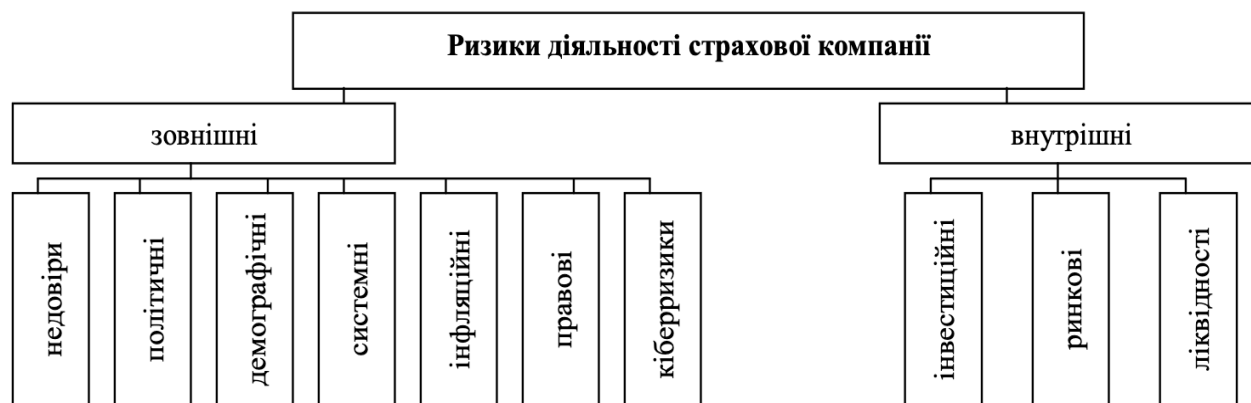 Ризики діяльності страхової компанії
зовнішні
внутрішні
недовіри
політичні
демографічні
системні
інфляційні
правові
кіберризики
інвестиційні
ринкові
ліквідності